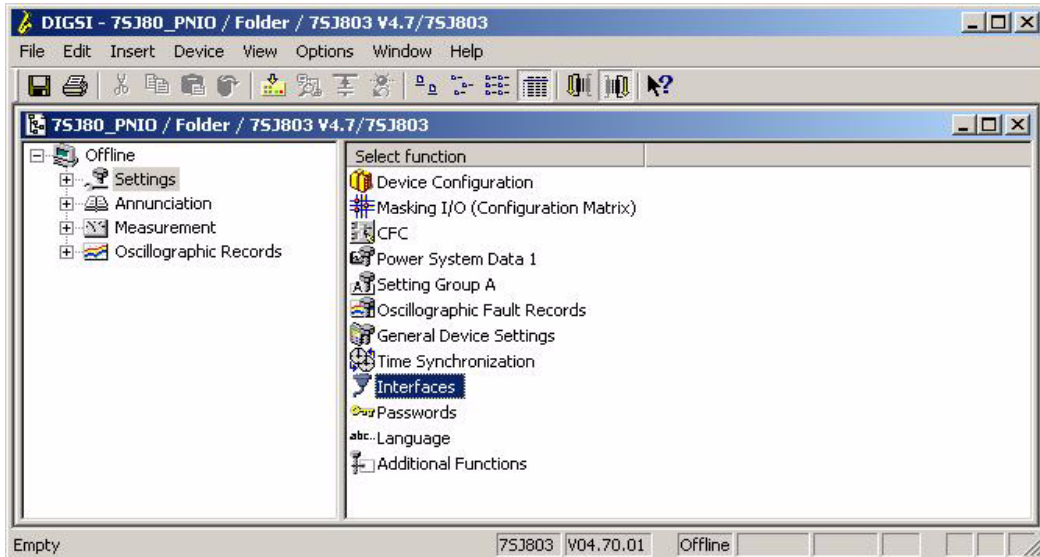 DIGSI - 7SJ80_PNIO / Folder / 7SJ803 V4.7/7SJ803
File Edit Insert Device View Options Window Help
7SJ80_PNIO / Folder / 7SJ803 V4.7/7SJ803
Offline
Settings
Annunciation
Measurement
Oscillographic Records
Select function
Device Configuration
Masking I/O (Configuration Matrix)
CFC
Power System Data 1
Setting Group A
Oscillographic Fault Records
General Device Settings
Time Synchronization
Interfaces
Passwords
abc.. Language
Additional Functions
Empty 7SJ803 V04.70.01 Offline